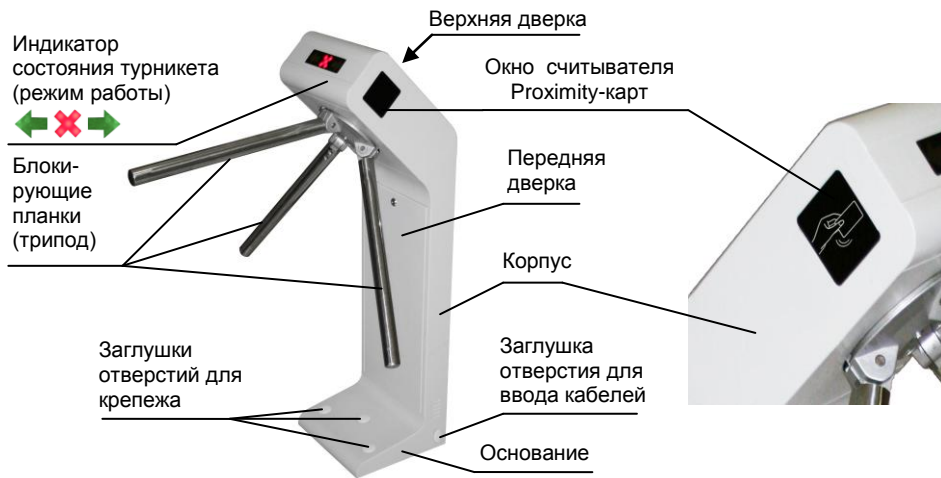 Верхняя дверка
Индикатор
состояния турникета
(режим работы)
Окно считывателя
Proximity-карт
Блоки-
рующие
планки
(трипод)
Передняя
дверка
Корпус
Заглушки
отверстий для
крепежа
Заглушка
отверстия для
ввода кабелей
Основание